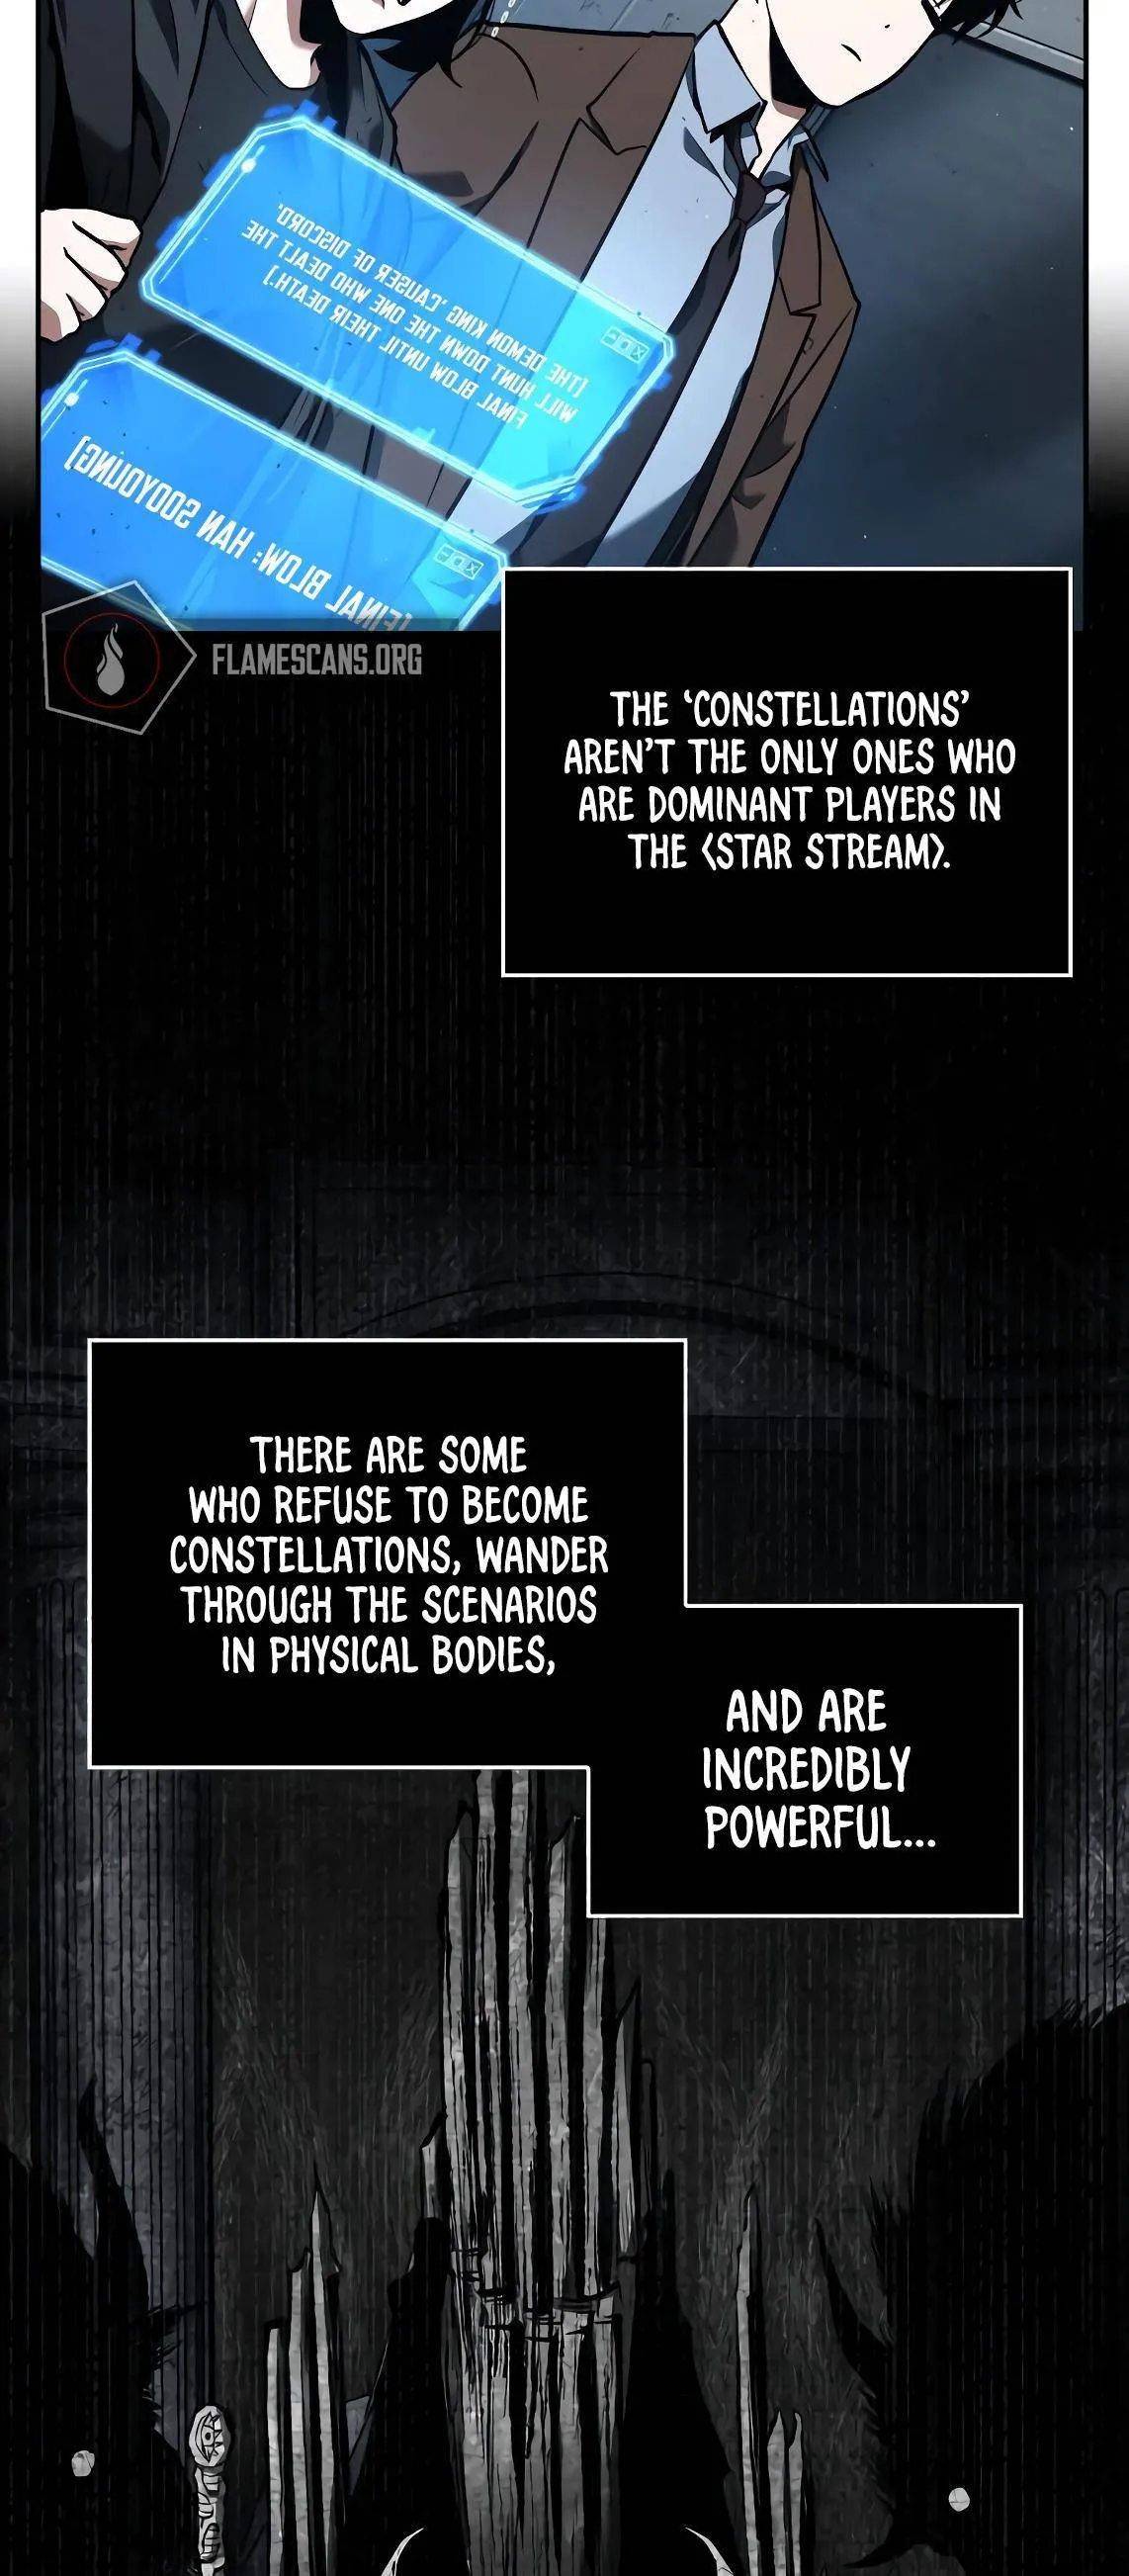 [THE DEMON KING 'CAUSER OF DISCORD'
WILL HUNT DOWN THE ONE WHO DEALT THE
FINAL BLOW UNTIL THEIR DEATH.]
[FINAL BLOW: HAN SOOYOUNG]
FLAMESCANS.ORG
THE ‘CONSTELLATIONS’
AREN’T THE ONLY ONES WHO
ARE DOMINANT PLAYERS IN
THE <STAR STREAM>.
THERE ARE SOME
WHO REFUSE TO BECOME
CONSTELLATIONS, WANDER
THROUGH THE SCENARIOS
IN PHYSICAL BODIES,
AND ARE
INCREDIBLY
POWERFUL...